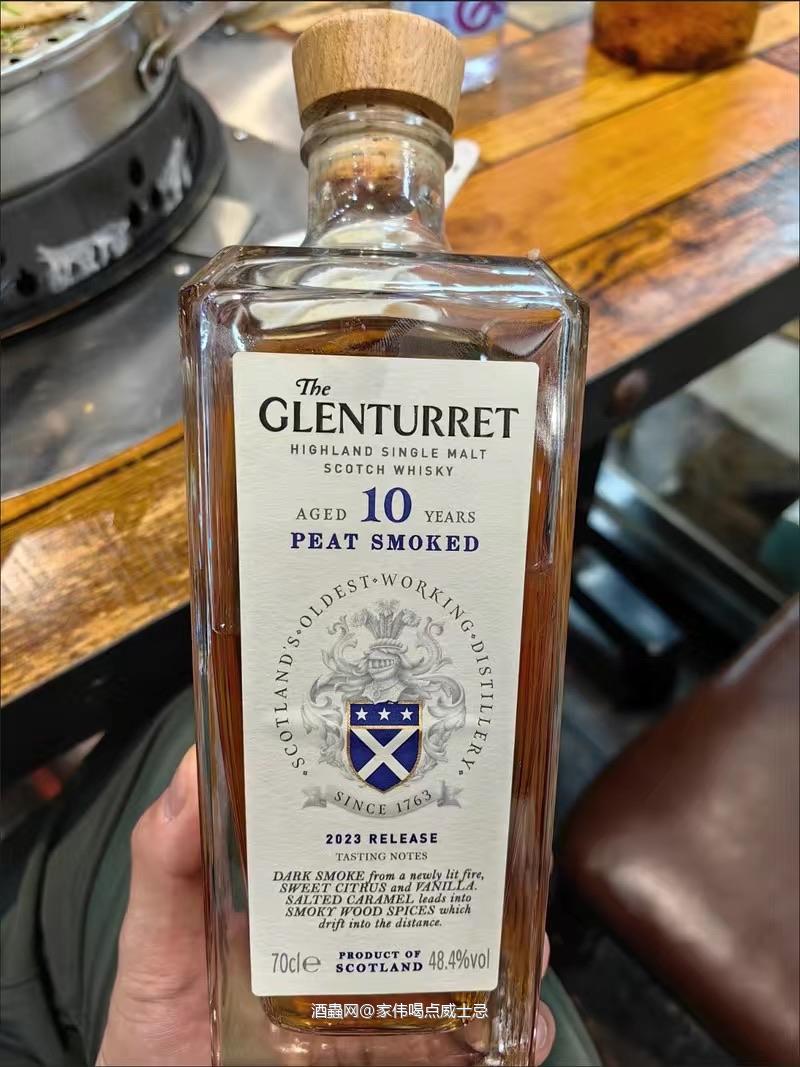 The
GLENTURRET
HIGHLAND SINGLE MALT
SCOTCH WHISKY
AGED 10 YEARS
PEAT SMOKED
SCOTLAND'S OLDEST WORKING DISTILLERY
SINCE 1763
2023 RELEASE
TASTING NOTES
DARK SMOKE from a newly lit fire,
SWEET CITRUS and VANILLA.
SALTED CARAMEL leads into
SMOKY WOOD SPICES which
drift into the distance.
70cl℮ PRODUCT OF SCOTLAND 48.4%vol
酒蟲网@家伟喝点威士忌